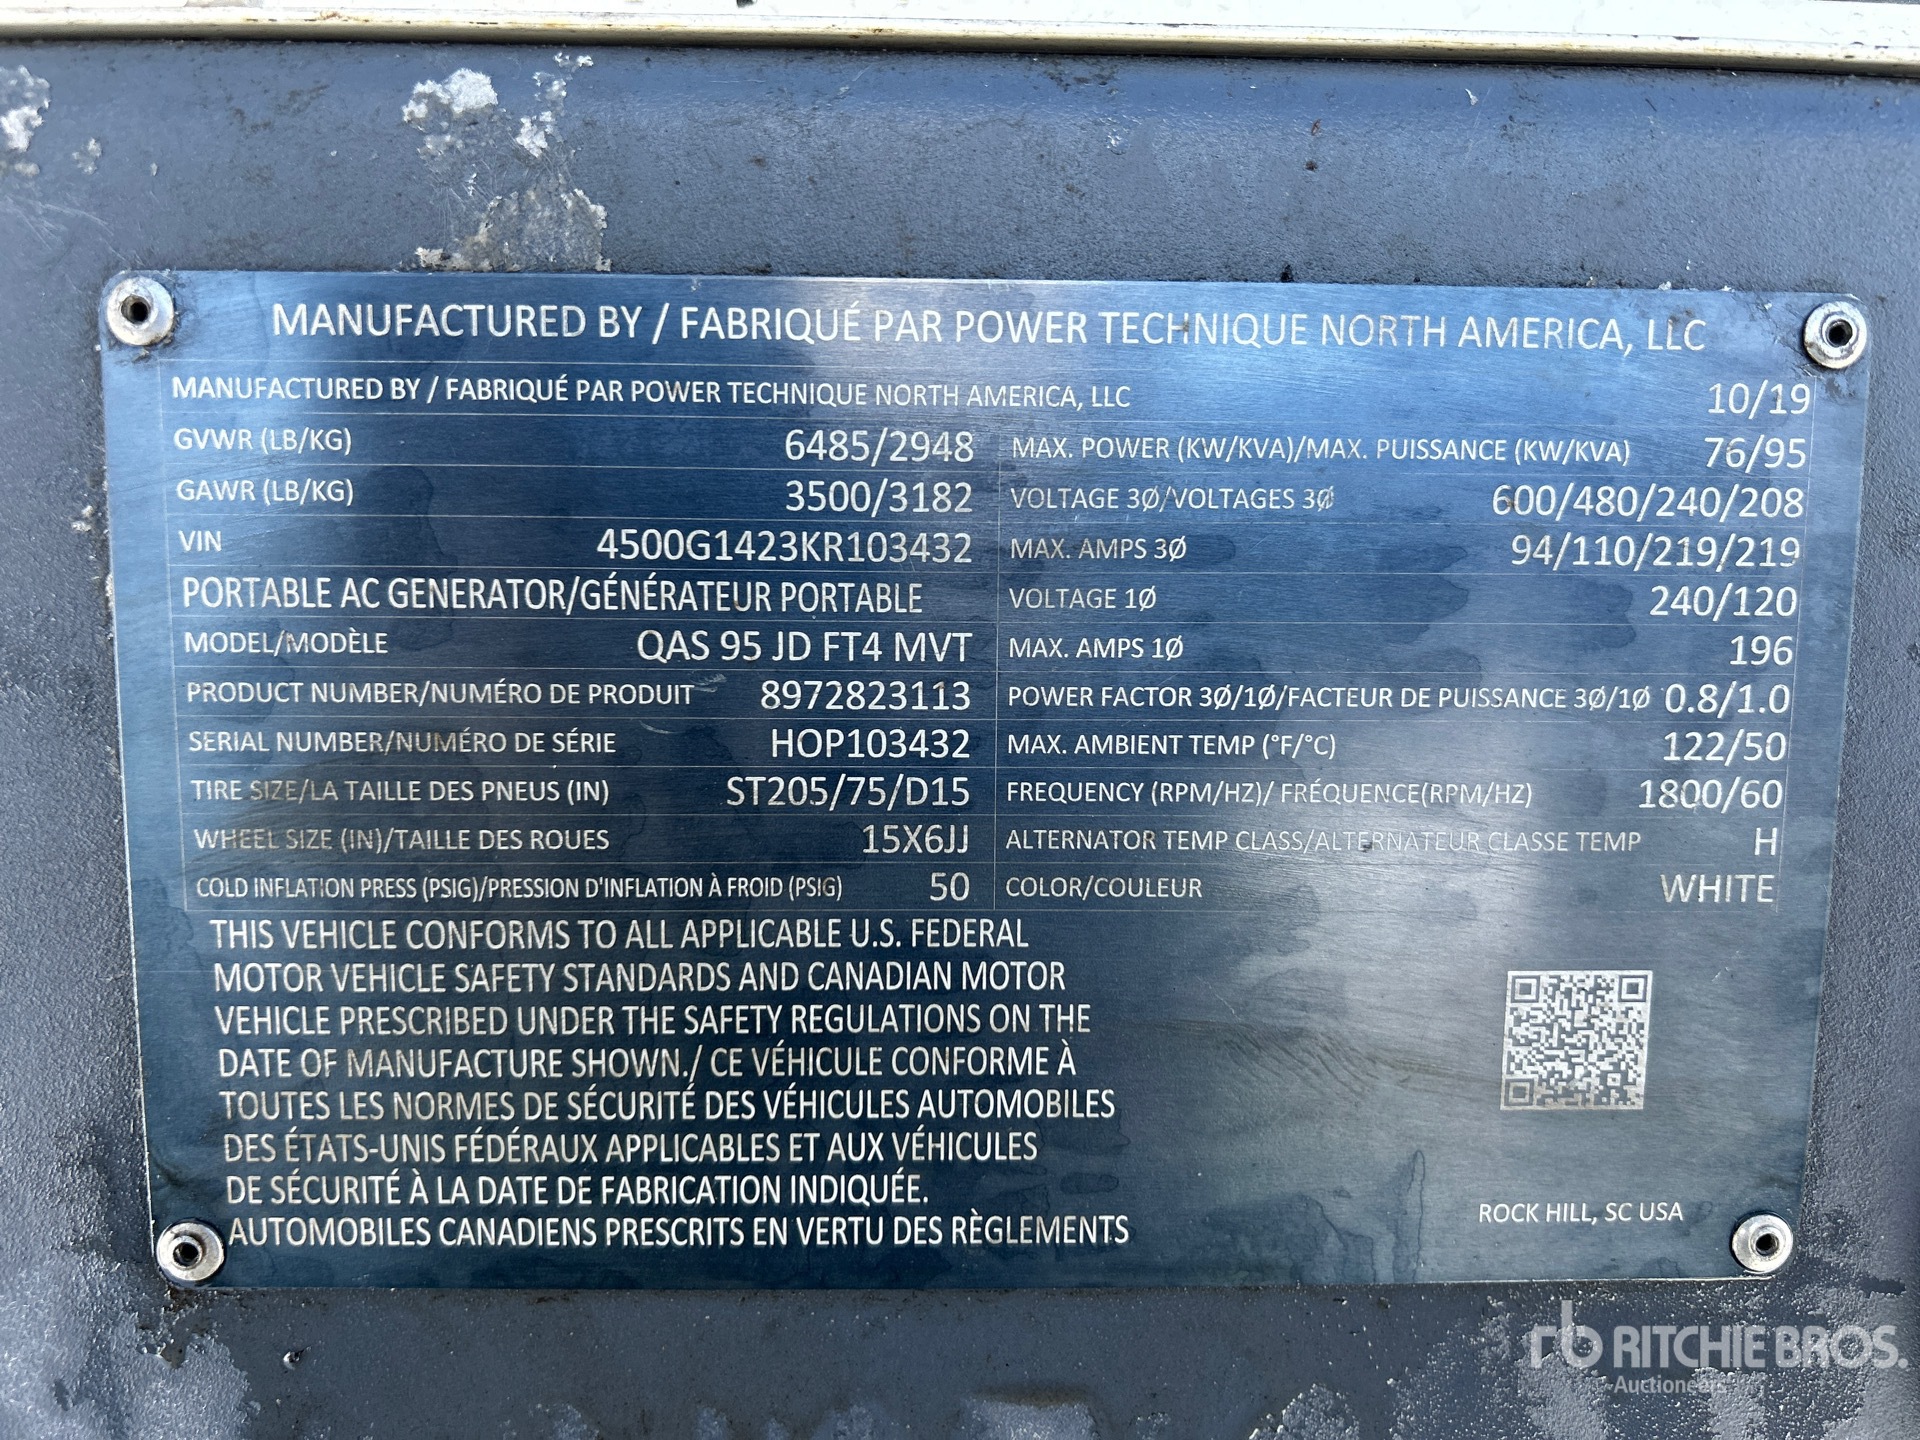 MANUFACTURED BY / FABRIQUÉ PAR POWER TECHNIQUE NORTH AMERICA, LLC
MANUFACTURED BY / FABRIQUÉ PAR POWER TECHNIQUE NORTH AMERICA, LLC 10/19
GVWR (LB/KG) 6485/2948 MAX. POWER (KW/KVA)/MAX. PUISSANCE (KW/KVA) 76/95
GAWR (LB/KG) 3500/3182 VOLTAGE 3Ø/VOLTAGES 3Ø 600/480/240/208
VIN 4500G1423KR103432 MAX. AMPS 3Ø 94/110/219/219
PORTABLE AC GENERATOR/GÉNÉRATEUR PORTABLE VOLTAGE 1Ø 240/120
MODEL/MODÈLE QAS 95 JD FT4 MVT MAX. AMPS 1Ø 196
PRODUCT NUMBER/NUMÉRO DE PRODUIT 8972823113 POWER FACTOR 3Ø/1Ø/FACTEUR DE PUISSANCE 3Ø/1Ø 0.8/1.0
SERIAL NUMBER/NUMÉRO DE SÉRIE HOP103432 MAX. AMBIENT TEMP (°F/°C) 122/50
TIRE SIZE/LA TAILLE DES PNEUS (IN) ST205/75/D15 FREQUENCY (RPM/HZ)/ FRÉQUENCE(RPM/HZ) 1800/60
WHEEL SIZE (IN)/TAILLE DES ROUES 15X6JJ ALTERNATOR TEMP CLASS/ALTERNATEUR CLASSE TEMP H
COLD INFLATION PRESS (PSIG)/PRESSION D'INFLATION À FROID (PSIG) 50 COLOR/COULEUR WHITE
THIS VEHICLE CONFORMS TO ALL APPLICABLE U.S. FEDERAL
MOTOR VEHICLE SAFETY STANDARDS AND CANADIAN MOTOR
VEHICLE PRESCRIBED UNDER THE SAFETY REGULATIONS ON THE
DATE OF MANUFACTURE SHOWN./ CE VÉHICULE CONFORME À
TOUTES LES NORMES DE SÉCURITÉ DES VÉHICULES AUTOMOBILES
DES ÉTATS-UNIS FÉDÉRAUX APPLICABLES ET AUX VÉHICULES
DE SÉCURITÉ À LA DATE DE FABRICATION INDIQUÉE.
AUTOMOBILES CANADIENS PRESCRITS EN VERTU DES RÈGLEMENTS
ROCK HILL, SC USA
rb RITCHIE BROS.
Auctioneers